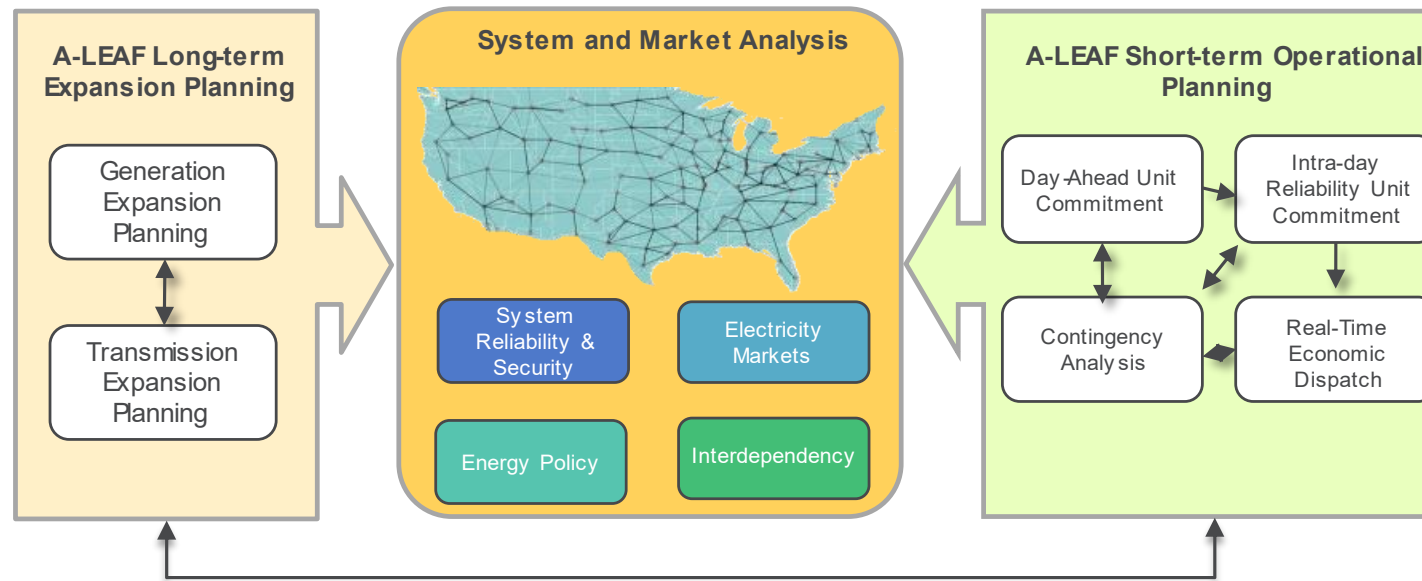 A-LEAF Long-term
Expansion Planning
Generation
Expansion
Planning
Transmission
Expansion
Planning
System and Market Analysis
System
Reliability &
Security
Electricity
Markets
Energy Policy
Interdependency
A-LEAF Short-term Operational
Planning
Day-Ahead Unit
Commitment
Intra-day
Reliability Unit
Commitment
Contingency
Analysis
Real-Time
Economic
Dispatch